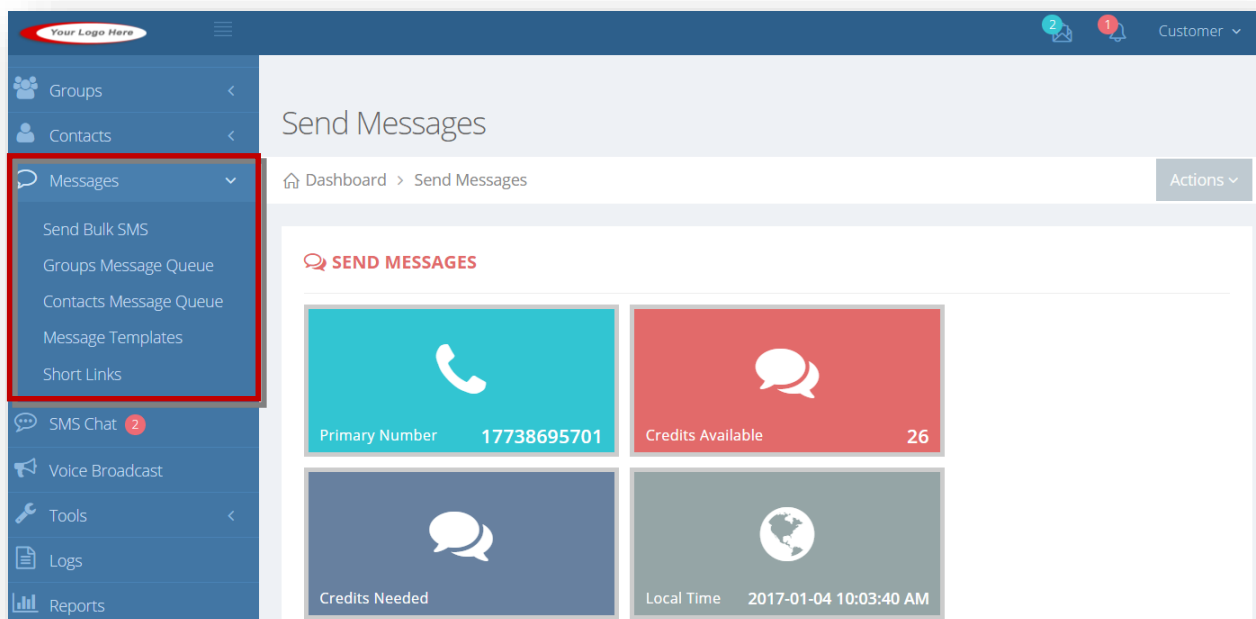 Your Logo Here
2
1
Customer
Groups
Contacts
Messages
Send Bulk SMS
Groups Message Queue
Contacts Message Queue
Message Templates
Short Links
SMS Chat 2
Voice Broadcast
Tools
Logs
Reports
Send Messages
Dashboard > Send Messages
Actions
SEND MESSAGES
Primary Number 17738695701
Credits Available 26
Credits Needed
Local Time 2017-01-04 10:03:40 AM